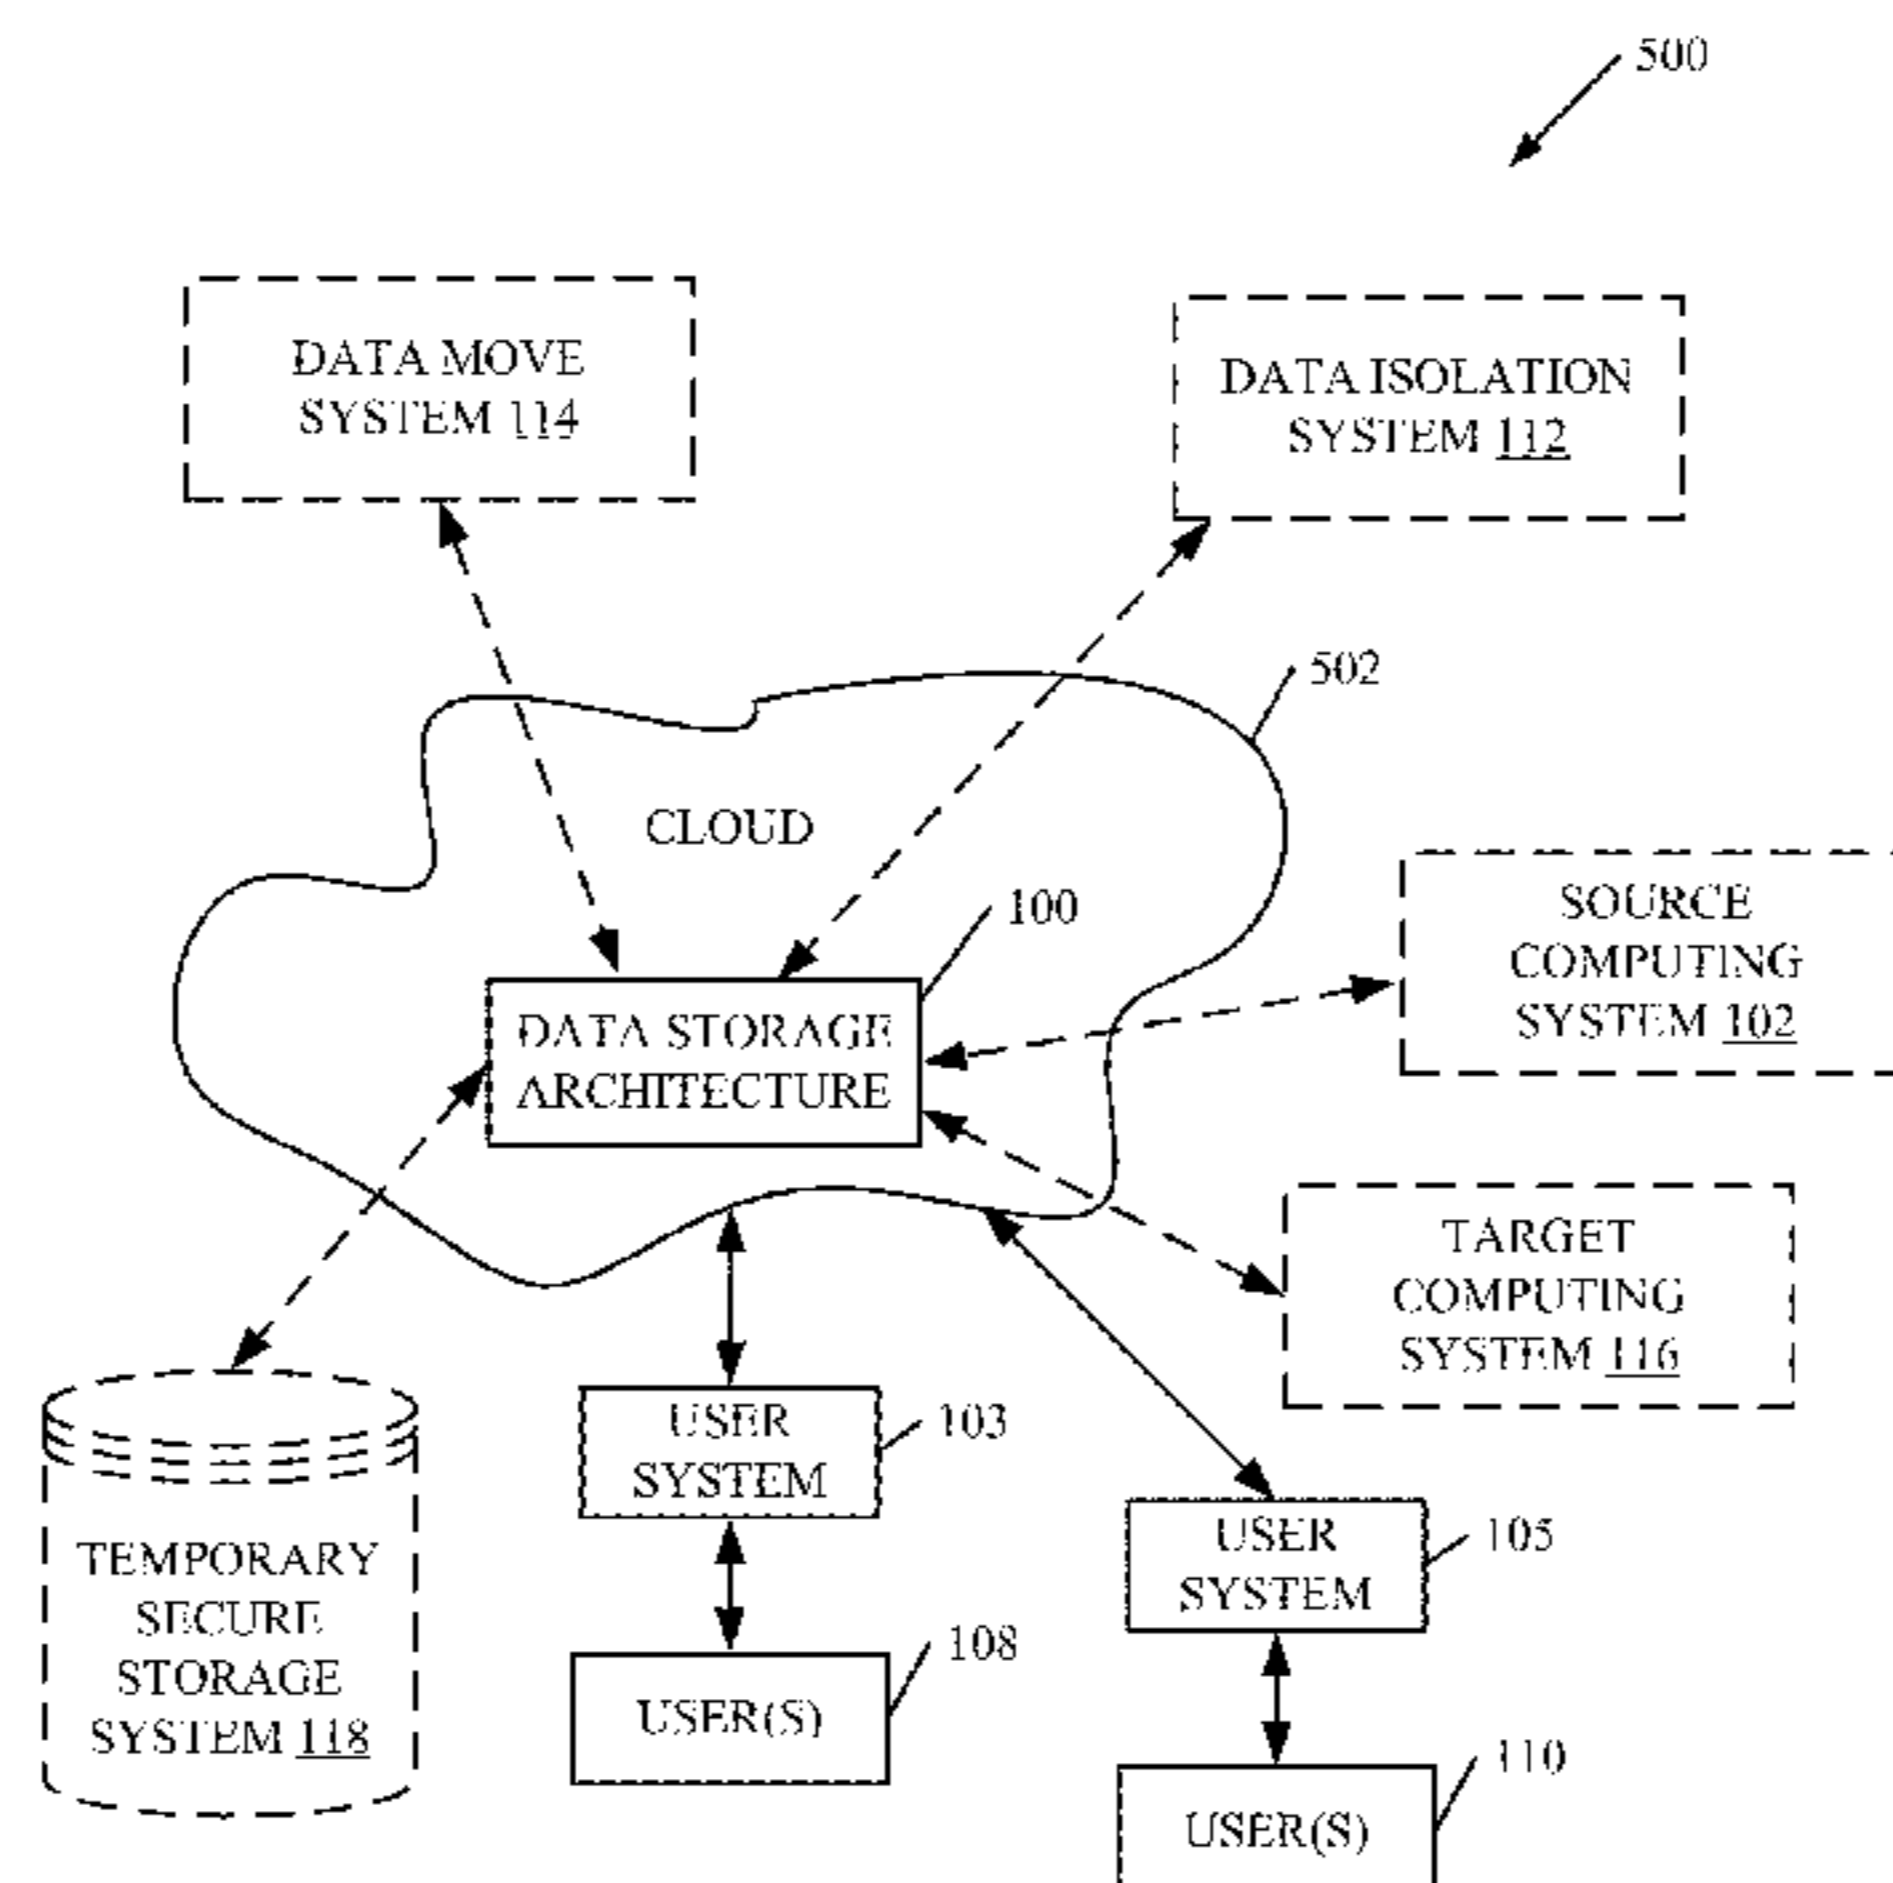 500
DATA MOVE
SYSTEM 114
DATA ISOLATION
SYSTEM 112
502
CLOUD
100
DATA STORAGE
ARCHITECTURE
SOURCE
COMPUTING
SYSTEM 102
TARGET
COMPUTING
SYSTEM 116
USER
SYSTEM
103
USER
SYSTEM
105
TEMPORARY
SECURE
STORAGE
SYSTEM 118
USER(S)
108
USER(S)
110